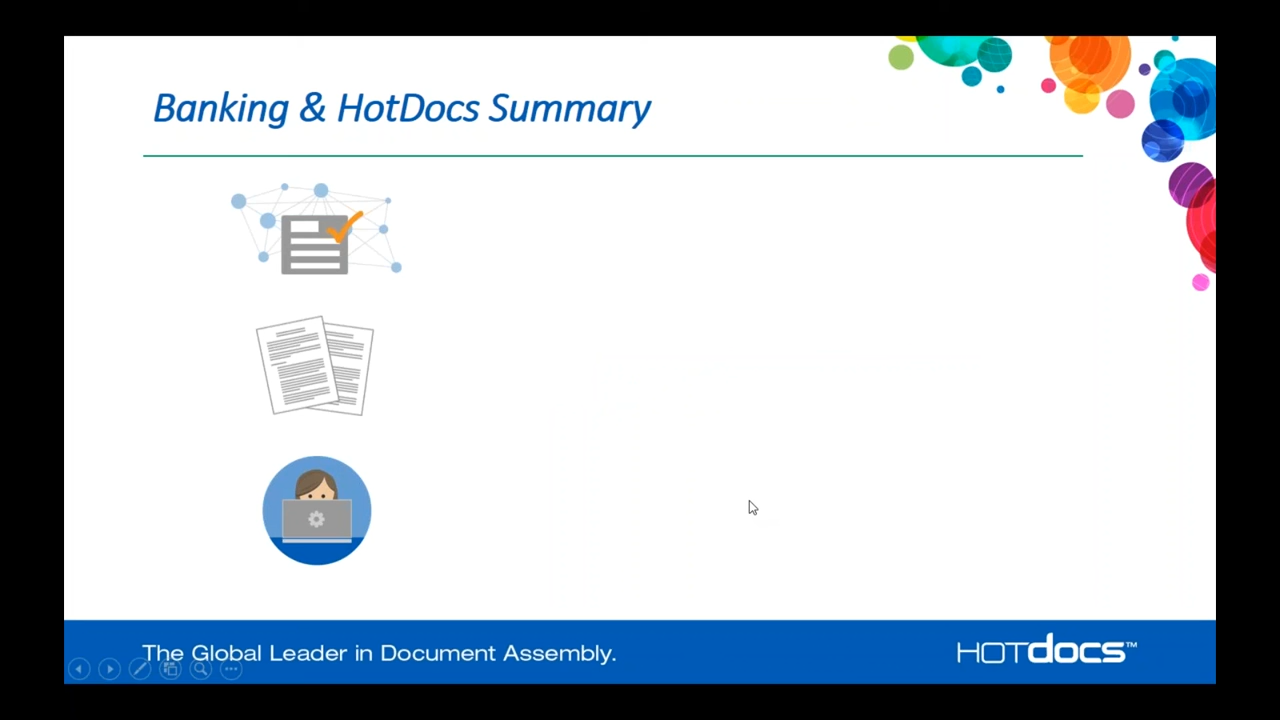 Banking & HotDocs Summary
The Global Leader in Document Assembly.
HOTdocs™